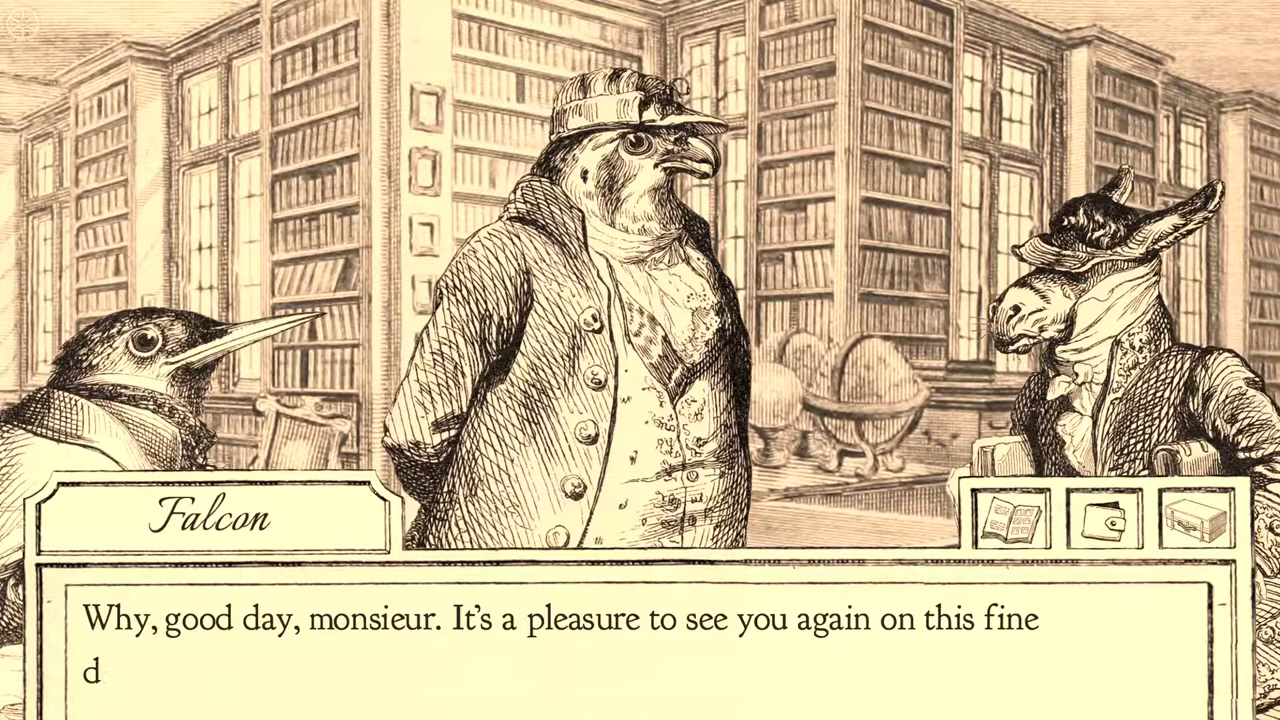 Falcon
Why, good day, monsieur. It's a pleasure to see you again on this fine
d